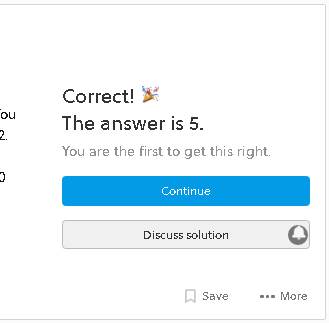 Correct! 🎉
The answer is 5.
You are the first to get this right.
Continue
Discuss solution
Save
More
2.
0